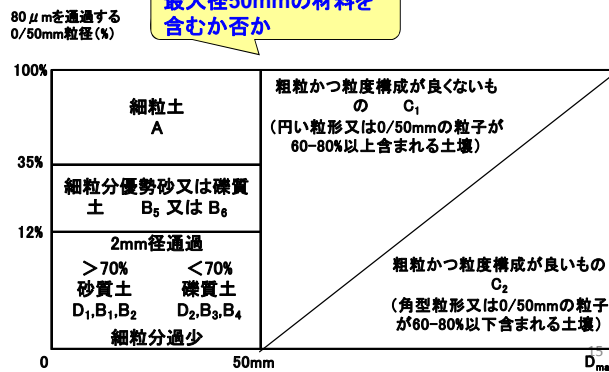 80μmを通過する
0/50mm粒径(%)
最大径50mmの材料を
含むか否か
100%
細粒土
A
粗粒かつ粒度構成が良くないも
の C₁
(円い粒形又は0/50mmの粒子が
60-80%以上含まれる土壌)
35%
細粒分優勢砂又は礫質
土 B₅ 又は B₆
12%
2mm径通過
>70% <70%
砂質土 礫質土
D₁,B₁,B₂ D₂,B₃,B₄
細粒分過少
粗粒かつ粒度構成が良いもの
C₂
(角型粒形又は0/50mmの粒子
が60-80%以下含まれる土壌)
15
0 50mm Dma